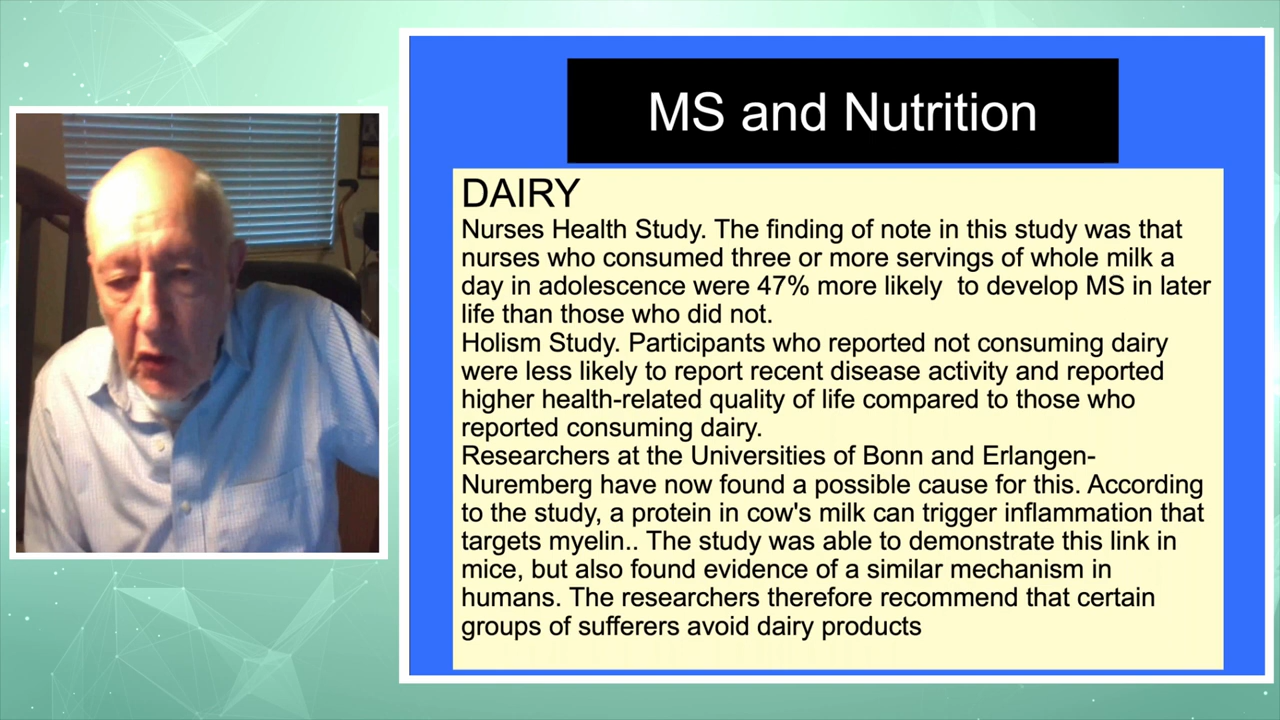 MS and Nutrition
DAIRY
Nurses Health Study. The finding of note in this study was that
nurses who consumed three or more servings of whole milk a
day in adolescence were 47% more likely  to develop MS in later
life than those who did not.
Holism Study. Participants who reported not consuming dairy
were less likely to report recent disease activity and reported
higher health-related quality of life compared to those who
reported consuming dairy.
Researchers at the Universities of Bonn and Erlangen-
Nuremberg have now found a possible cause for this. According
to the study, a protein in cow's milk can trigger inflammation that
targets myelin.. The study was able to demonstrate this link in
mice, but also found evidence of a similar mechanism in
humans. The researchers therefore recommend that certain
groups of sufferers avoid dairy products